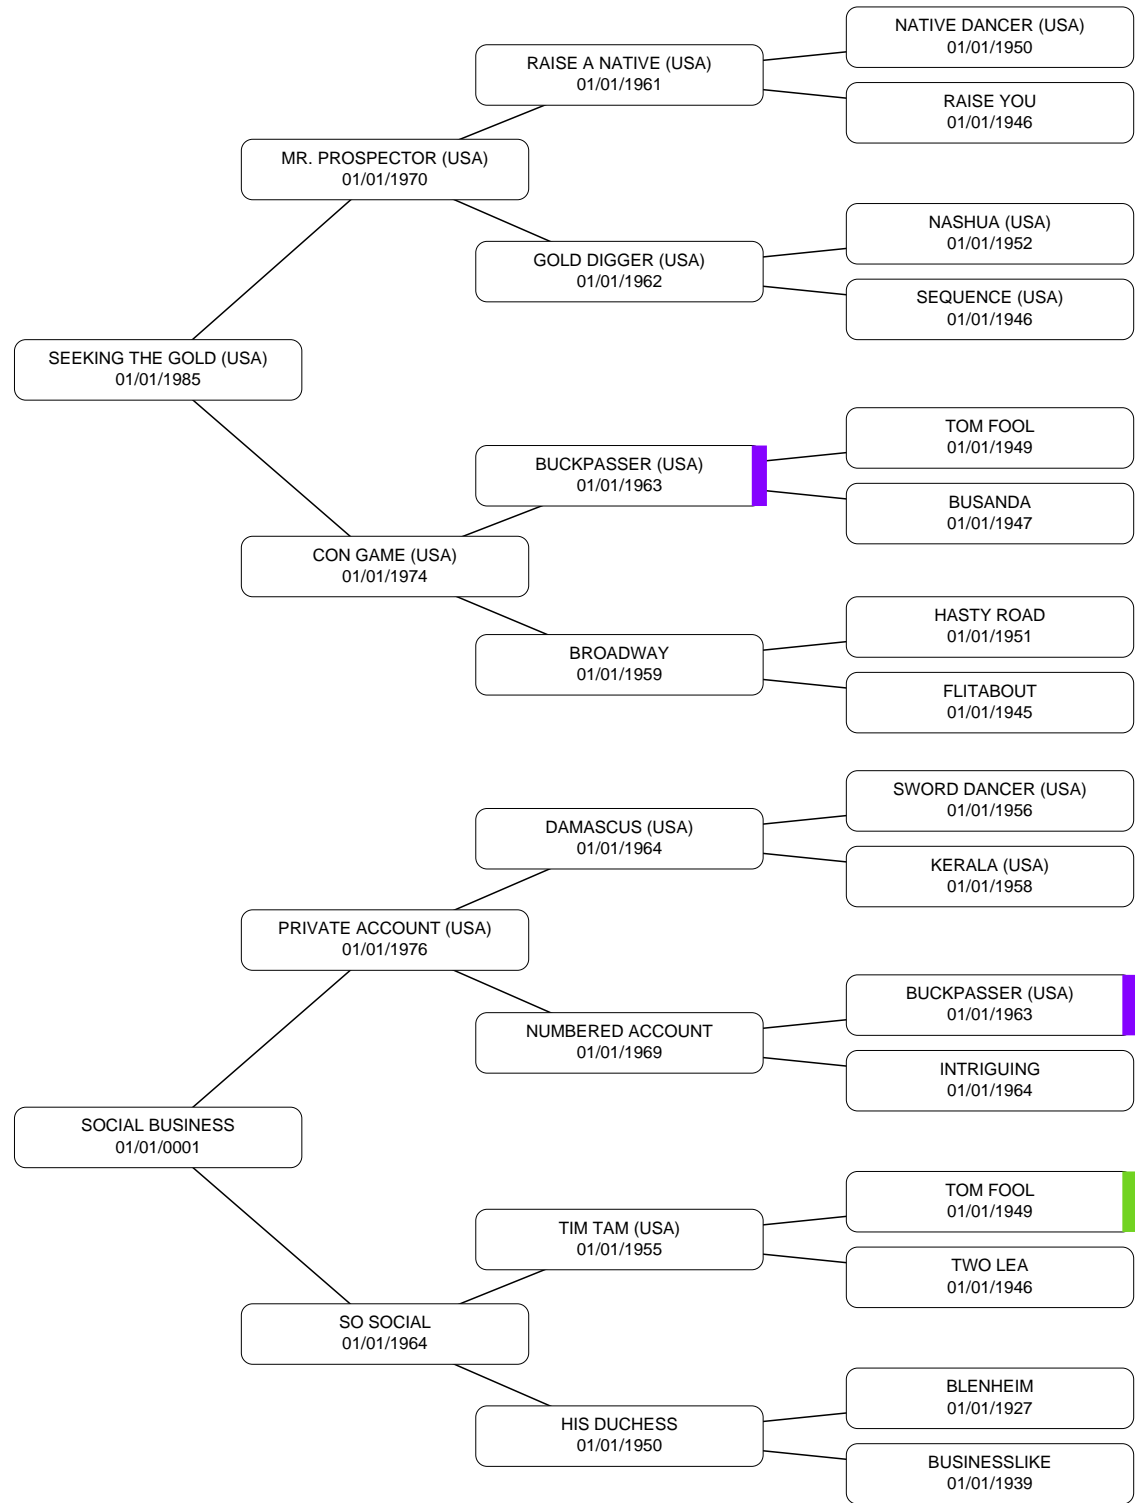 NATIVE DANCER (USA)
01/01/1950
RAISE A NATIVE (USA)
01/01/1961
RAISE YOU
01/01/1946
MR. PROSPECTOR (USA)
01/01/1970
NASHUA (USA)
01/01/1952
GOLD DIGGER (USA)
01/01/1962
SEQUENCE (USA)
01/01/1946
SEEKING THE GOLD (USA)
01/01/1985
TOM FOOL
01/01/1949
BUCKPASSER (USA)
01/01/1963
BUSANDA
01/01/1947
CON GAME (USA)
01/01/1974
HASTY ROAD
01/01/1951
BROADWAY
01/01/1959
FLITABOUT
01/01/1945
SWORD DANCER (USA)
01/01/1956
DAMASCUS (USA)
01/01/1964
KERALA (USA)
01/01/1958
PRIVATE ACCOUNT (USA)
01/01/1976
BUCKPASSER (USA)
01/01/1963
NUMBERED ACCOUNT
01/01/1969
INTRIGUING
01/01/1964
SOCIAL BUSINESS
01/01/0001
TOM FOOL
01/01/1949
TIM TAM (USA)
01/01/1955
TWO LEA
01/01/1946
SO SOCIAL
01/01/1964
BLENHEIM
01/01/1927
HIS DUCHESS
01/01/1950
BUSINESSLIKE
01/01/1939